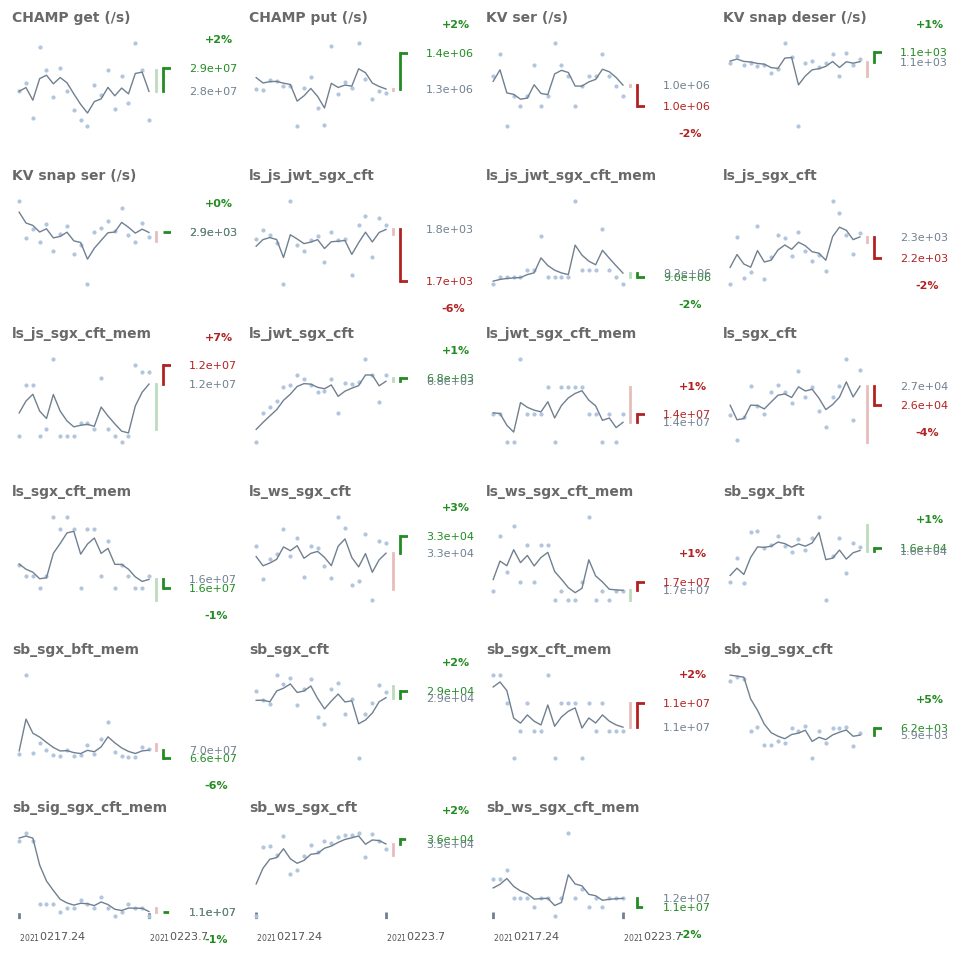 CHAMP get (/s)
+2%
2.9e+07
2.8e+07
CHAMP put (/s)
+2%
1.4e+06
1.3e+06
KV ser (/s)
1.0e+06
1.0e+06
-2%
KV snap deser (/s)
+1%
1.1e+03
1.1e+03
KV snap ser (/s)
+0%
2.9e+03
ls_js_jwt_sgx_cft
1.8e+03
1.7e+03
-6%
ls_js_jwt_sgx_cft_mem
9.0e+06
-2%
ls_js_sgx_cft
2.3e+03
2.2e+03
-2%
ls_js_sgx_cft_mem
+7%
1.2e+07
1.2e+07
ls_jwt_sgx_cft
+1%
6.8e+03
6.8e+03
ls_jwt_sgx_cft_mem
+1%
1.4e+07
1.4e+07
ls_sgx_cft
2.7e+04
2.6e+04
-4%
ls_sgx_cft_mem
1.6e+07
1.6e+07
-1%
ls_ws_sgx_cft
+3%
3.3e+04
3.3e+04
ls_ws_sgx_cft_mem
+1%
1.7e+07
1.7e+07
sb_sgx_bft
+1%
1.6e+04
1.6e+04
sb_sgx_bft_mem
7.0e+07
6.6e+07
-6%
sb_sgx_cft
+2%
2.9e+04
2.9e+04
sb_sgx_cft_mem
+2%
1.1e+07
1.1e+07
sb_sig_sgx_cft
+5%
6.2e+03
5.9e+03
sb_sig_sgx_cft_mem
1.1e+07
-1%
2021 0217.24
2021 0223.7
sb_ws_sgx_cft
+2%
3.6e+04
3.5e+04
2021 0217.24
2021 0223.7
sb_ws_sgx_cft_mem
1.2e+07
1.1e+07
-2%
2021 0217.24
2021 0223.7